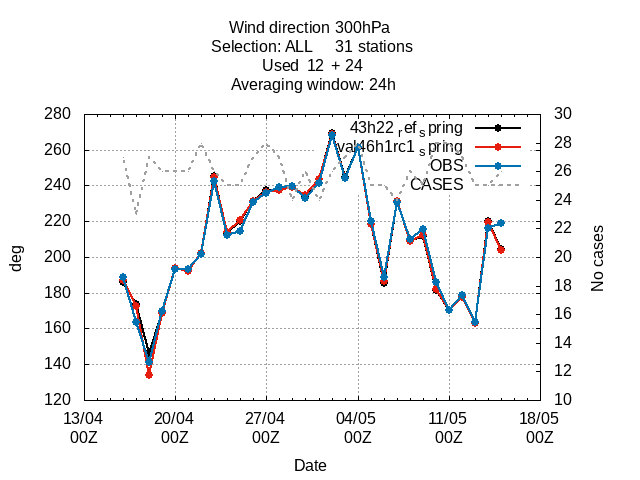 Wind direction 300hPa
Selection: ALL 31 stations
Used 12 + 24
Averaging window: 24h
280
260
240
220
200
180
160
140
120
deg
30
28
26
24
22
20
18
16
14
12
10
No cases
43h22refspring
val46h1rc1spring
OBS
CASES
13/04 20/04 27/04 04/05 11/05 18/05
00Z 00Z 00Z 00Z 00Z 00Z
Date